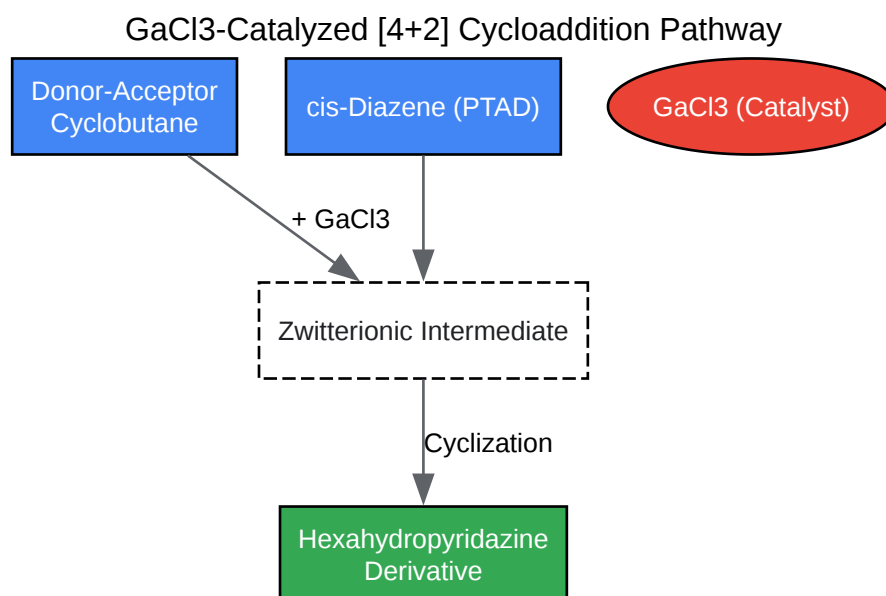 GaCl3-Catalyzed [4+2] Cycloaddition Pathway
Donor-Acceptor
Cyclobutane
cis-Diazene (PTAD)
GaCl3 (Catalyst)
+ GaCl3
Zwitterionic Intermediate
Cyclization
Hexahydropyridazine
Derivative